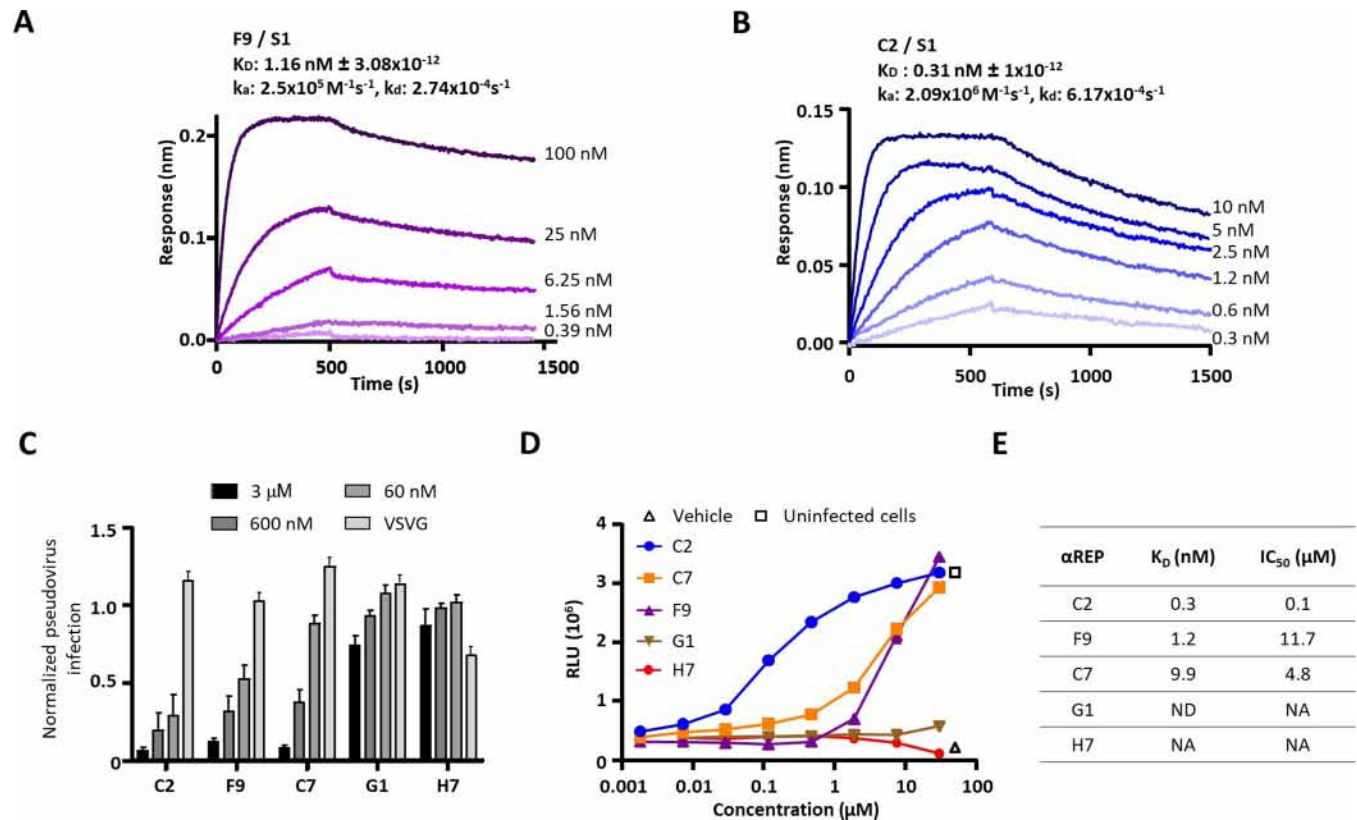 A
F9 / S1
KD: 1.16 nM ± 3.08x10⁻¹²
ka: 2.5x10⁵ M⁻¹s⁻¹, kd: 2.74x10⁻⁴s⁻¹
Response (nm)
0.2
0.1
0.0
100 nM
25 nM
6.25 nM
1.56 nM
0.39 nM
0
500
1000
1500
Time (s)
B
C2 / S1
KD : 0.31 nM ± 1x10⁻¹²
ka: 2.09x10⁶ M⁻¹s⁻¹, kd: 6.17x10⁻⁴s⁻¹
Response (nm)
0.15
0.10
0.05
0.00
10 nM
5 nM
2.5 nM
1.2 nM
0.6 nM
0.3 nM
0
500
1000
1500
Time (s)
C
3 μM
60 nM
600 nM
VSVG
Normalized pseudovirus
infection
1.5
1.0
0.5
0
C2
F9
C7
G1
H7
D
Vehicle
Uninfected cells
C2
C7
F9
G1
H7
RLU (10⁶)
4
3
2
1
0
0.001
0.01
0.1
1
10
100
Concentration (μM)
E
αREP KD (nM) IC50 (μM)
C2 0.3 0.1
F9 1.2 11.7
C7 9.9 4.8
G1 ND NA
H7 NA NA